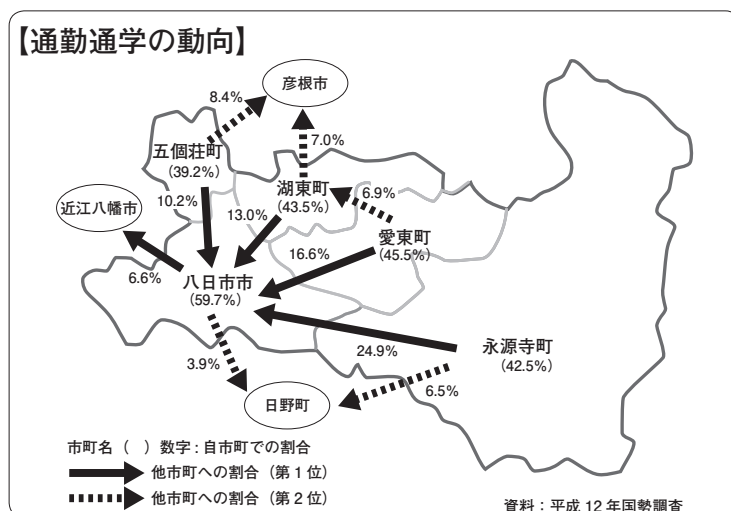 【通勤通学の動向】
彦根市
8.4%
7.0%
五個荘町
(39.2%)
湖東町
(43.5%)
6.9%
近江八幡市
10.2%
13.0%
愛東町
(45.5%)
16.6%
6.6%
八日市市
(59.7%)
永源寺町
(42.5%)
24.9%
3.9%
6.5%
日野町
市町名（　）数字：自市町での割合
他市町への割合（第１位）
他市町への割合（第２位）
資料：平成 12 年国勢調査